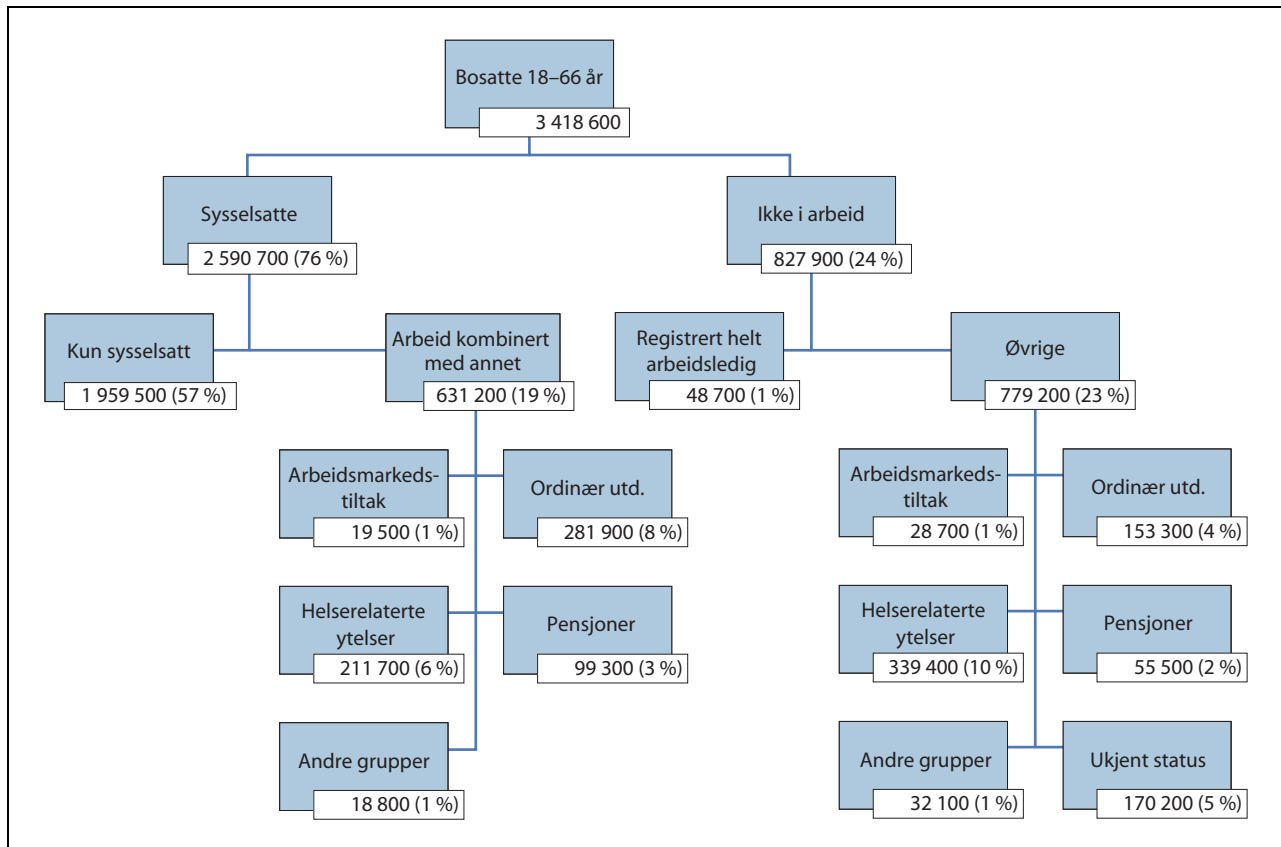 Bosatte 18–66 år
3 418 600
Sysselsatte
2 590 700 (76 %)
Ikke i arbeid
827 900 (24 %)
Kun sysselsatt
1 959 500 (57 %)
Arbeid kombinert
med annet
631 200 (19 %)
Registrert helt
arbeidsledig
48 700 (1 %)
Øvrige
779 200 (23 %)
Arbeidsmarkeds-
tiltak
19 500 (1 %)
Ordinær utd.
281 900 (8 %)
Arbeidsmarkeds-
tiltak
28 700 (1 %)
Ordinær utd.
153 300 (4 %)
Helserelaterte
ytelser
211 700 (6 %)
Pensjoner
99 300 (3 %)
Helserelaterte
ytelser
339 400 (10 %)
Pensjoner
55 500 (2 %)
Andre grupper
18 800 (1 %)
Andre grupper
32 100 (1 %)
Ukjent status
170 200 (5 %)